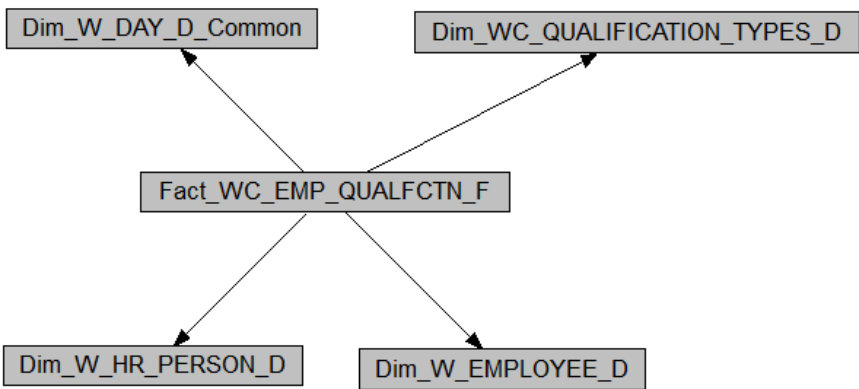 Dim_W_DAY_D_Common
Dim_WC_QUALIFICATION_TYPES_D
Fact_WC_EMP_QUALFCTN_F
Dim_W_HR_PERSON_D
Dim_W_EMPLOYEE_D